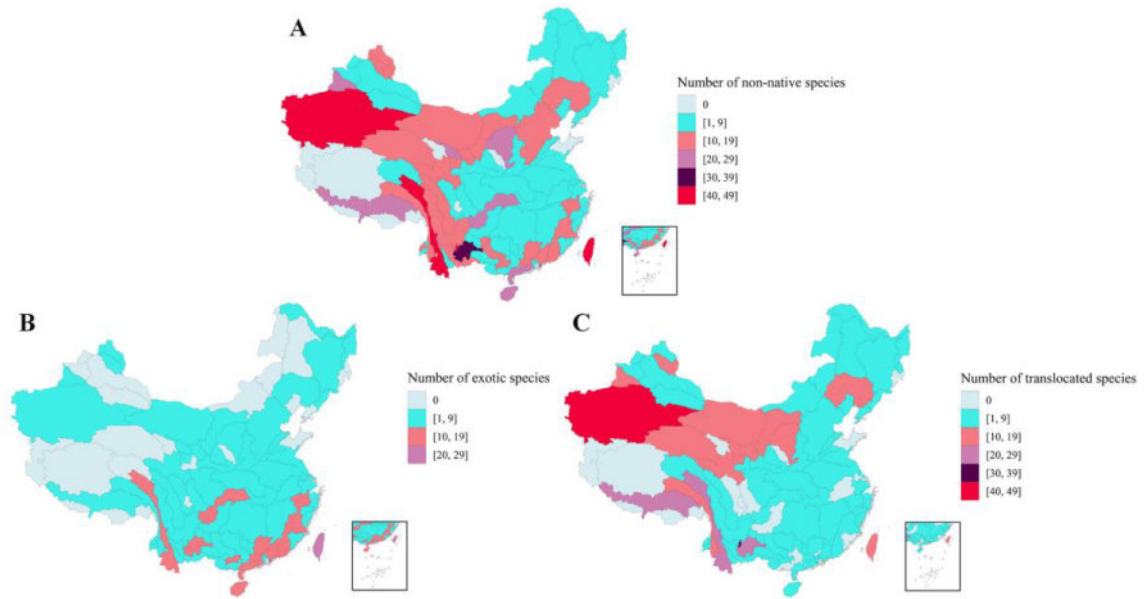 A
Number of non-native species
0
[1, 9]
[10, 19]
[20, 29]
[30, 39]
[40, 49]
B
Number of exotic species
0
[1, 9]
[10, 19]
[20, 29]
C
Number of translocated species
0
[1, 9]
[10, 19]
[20, 29]
[30, 39]
[40, 49]